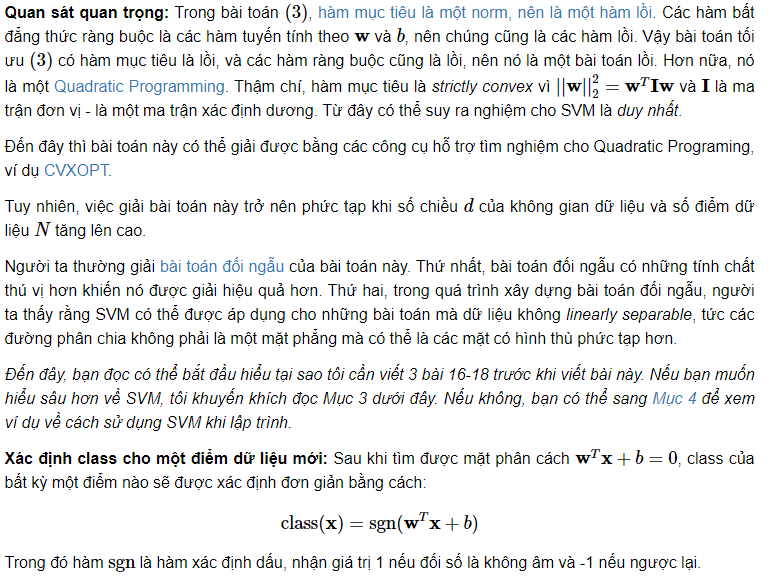 Quan sát quan trọng: Trong bài toán (3), hàm mục tiêu là một norm, nên là một hàm lồi. Các hàm bất
đẳng thức ràng buộc là các hàm tuyến tính theo w và b, nên chúng cũng là các hàm lồi. Vậy bài toán tối
ưu (3) có hàm mục tiêu là lồi, và các hàm ràng buộc cũng là lồi, nên nó là một bài toán lồi. Hơn nữa, nó
là một Quadratic Programming. Thậm chí, hàm mục tiêu là strictly convex vì ||w||₂² = wᵀIw và I là ma
trận đơn vị - là một ma trận xác định dương. Từ đây có thể suy ra nghiệm cho SVM là duy nhất.
Đến đây thì bài toán này có thể giải được bằng các công cụ hỗ trợ tìm nghiệm cho Quadratic Programing,
ví dụ CVXOPT.
Tuy nhiên, việc giải bài toán này trở nên phức tạp khi số chiều d của không gian dữ liệu và số điểm dữ
liệu N tăng lên cao.
Người ta thường giải bài toán đối ngẫu của bài toán này. Thứ nhất, bài toán đối ngẫu có những tính chất
thú vị hơn khiến nó được giải hiệu quả hơn. Thứ hai, trong quá trình xây dựng bài toán đối ngẫu, người
ta thấy rằng SVM có thể được áp dụng cho những bài toán mà dữ liệu không linearly separable, tức các
đường phân chia không phải là một mặt phẳng mà có thể là các mặt có hình thù phức tạp hơn.
Đến đây, bạn đọc có thể bắt đầu hiểu tại sao tôi cần viết 3 bài 16-18 trước khi viết bài này. Nếu bạn muốn
hiểu sâu hơn về SVM, tôi khuyến khích đọc Mục 3 dưới đây. Nếu không, bạn có thể sang Mục 4 để xem
ví dụ về cách sử dụng SVM khi lập trình.
Xác định class cho một điểm dữ liệu mới: Sau khi tìm được mặt phân cách wᵀx + b = 0, class của
bất kỳ một điểm nào sẽ được xác định đơn giản bằng cách:
class(x) = sgn(wᵀx + b)
Trong đó hàm sgn là hàm xác định dấu, nhận giá trị 1 nếu đối số là không âm và -1 nếu ngược lại.